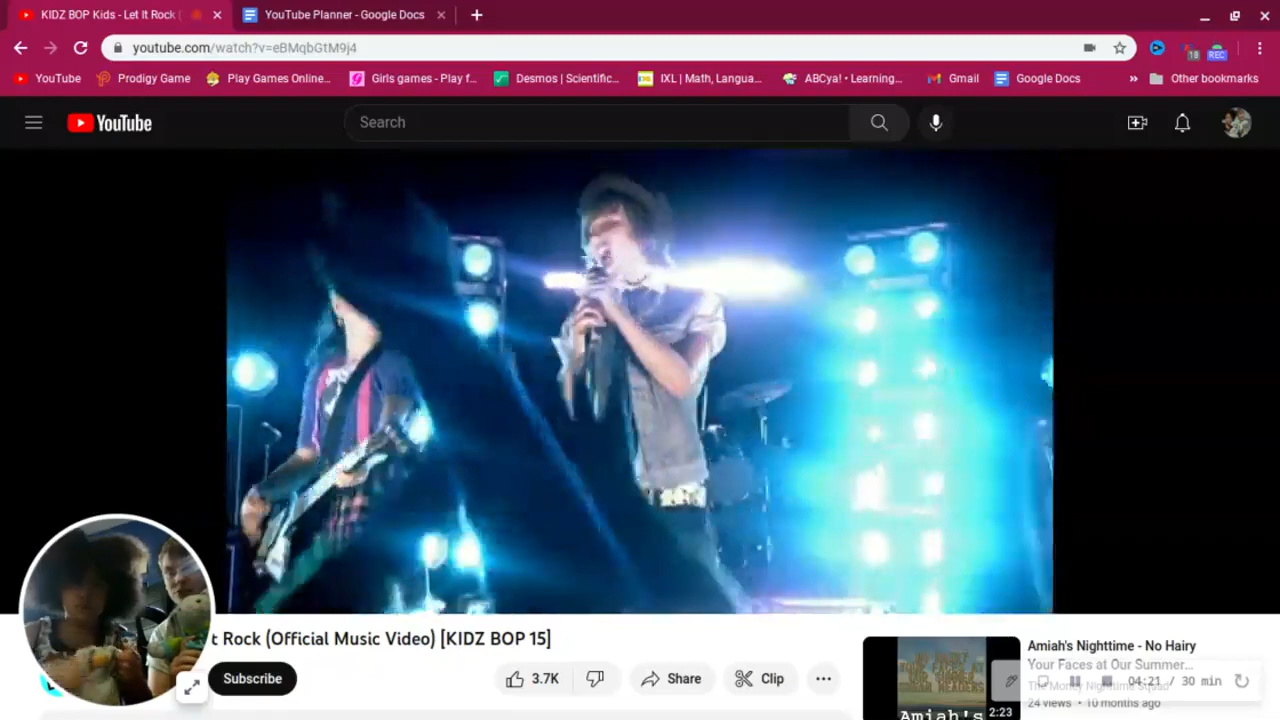 KIDZ BOP Kids - Let It Rock (
YouTube Planner - Google Docs
youtube.com/watch?v=eBMqbGtM9j4
18
REC
YouTube
Prodigy Game
Play Games Online...
Girls games - Play f...
Desmos | Scientific...
IXL | Math, Langua...
ABCya! • Learning...
Gmail
Google Docs
Other bookmarks
YouTube
Search
t Rock (Official Music Video) [KIDZ BOP 15]
Subscribe
3.7K
Share
Clip
Amiah's Nighttime - No Hairy
Your Faces at Our Summer...
24 views • 10 months ago
Amiah's
2:23
04:21 / 30 min